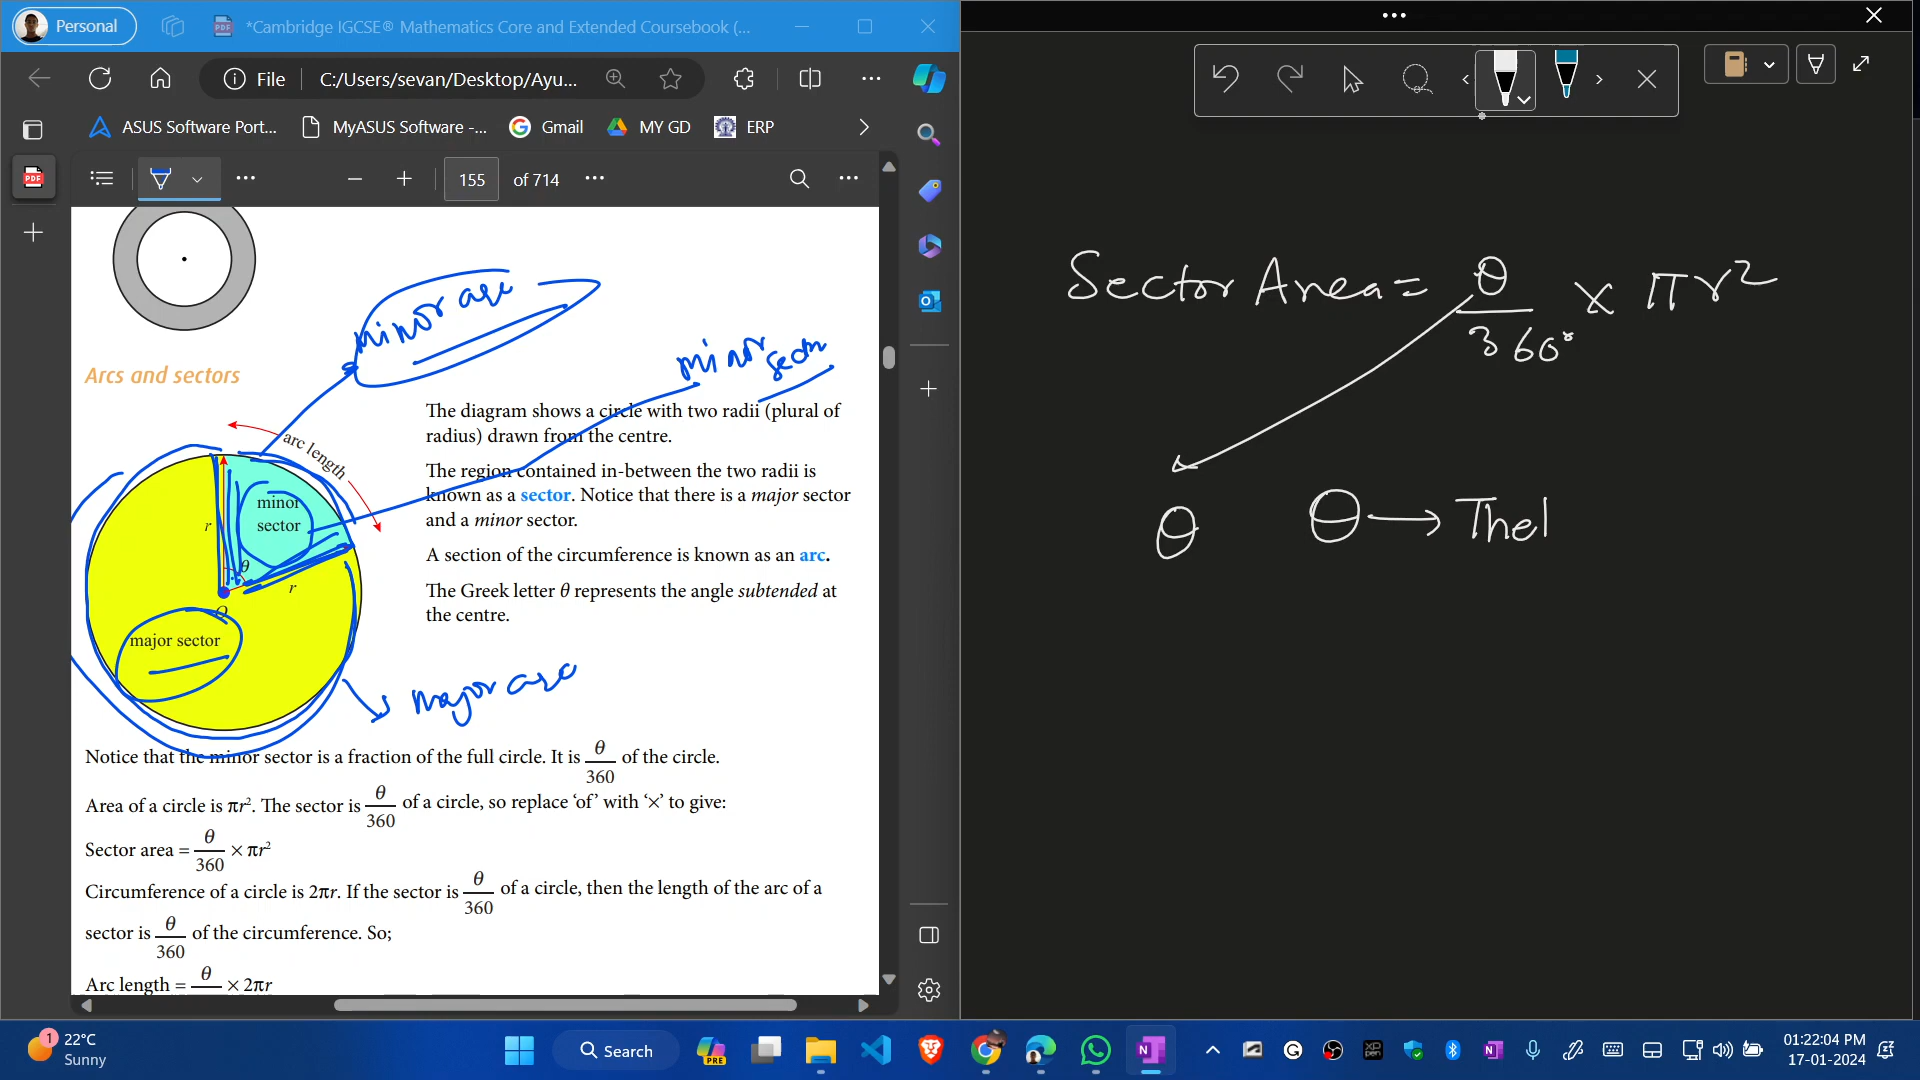 Personal
*Cambridge IGCSE® Mathematics Core and Extended Coursebook (...
File
C:/Users/sevan/Desktop/Ayu...
ASUS Software Port...
MyASUS Software -...
Gmail
MY GD
ERP
155 of 714
minor arc
minor sector
Arcs and sectors
The diagram shows a circle with two radii (plural of
radius) drawn from the centre.
arc length
The region contained in-between the two radii is
known as a sector. Notice that there is a major sector
and a minor sector.
minor
sector
r
θ
r
O
major sector
A section of the circumference is known as an arc.
The Greek letter θ represents the angle subtended at
the centre.
Major arc
Notice that the minor sector is a fraction of the full circle. It is θ/360 of the circle.
Area of a circle is πr². The sector is θ/360 of a circle, so replace ‘of’ with ‘×’ to give:
Sector area = θ/360 × πr²
Circumference of a circle is 2πr. If the sector is θ/360 of a circle, then the length of the arc of a
sector is θ/360 of the circumference. So;
Arc length = θ × 2πr
Sector Area = θ/360° × πr²
θ θ → The
1
22°C
Sunny
Search
PRE
01:22:04 PM
17-01-2024